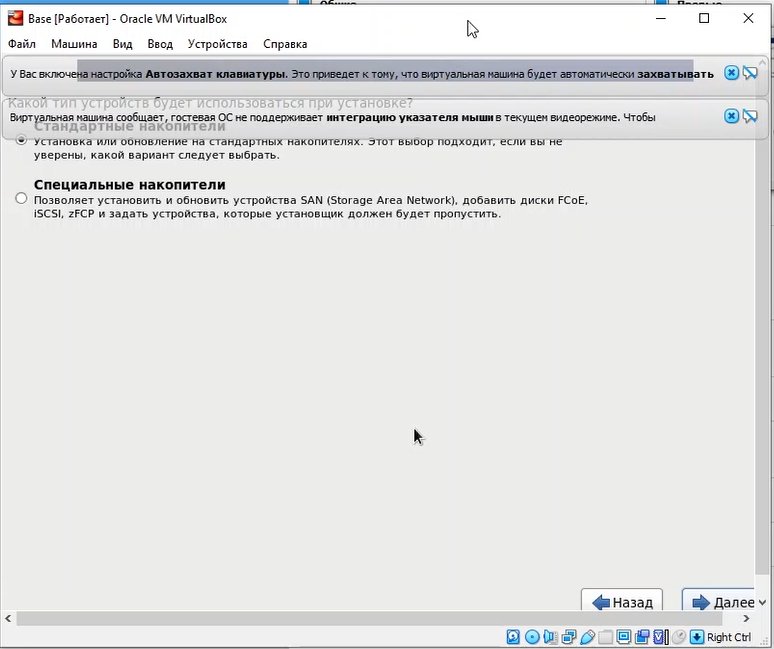 Base [Работает] - Oracle VM VirtualBox
Файл Машина Вид Ввод Устройства Справка
У Вас включена настройка Автозахват клавиатуры. Это приведет к тому, что виртуальная машина будет автоматически захватывать
Какой тип устройств будет использоваться при установке?
Виртуальная машина сообщает, гостевая ОС не поддерживает интеграцию указателя мыши в текущем видеорежиме. Чтобы
Стандартные накопители
Установка или обновление на стандартных накопителях. Этот выбор подходит, если вы не
уверены, какой вариант следует выбрать.
Специальные накопители
Позволяет установить и обновить устройства SAN (Storage Area Network), добавить диски FCoE,
iSCSI, zFCP и задать устройства, которые установщик должен будет пропустить.
Назад Далее
Right Ctrl